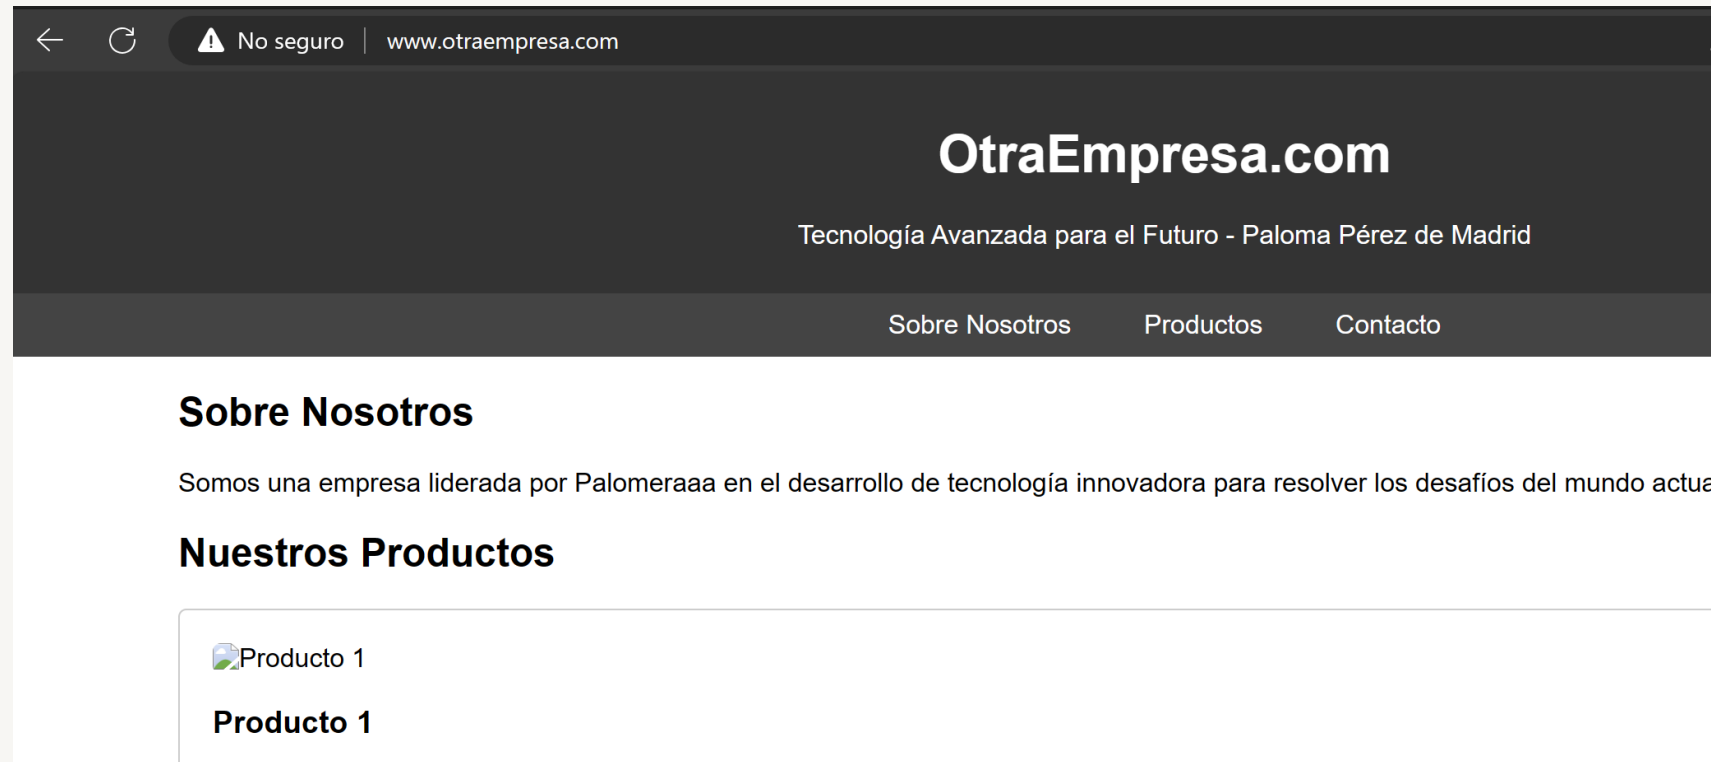 No seguro | www.otraempresa.com
OtraEmpresa.com
Tecnología Avanzada para el Futuro - Paloma Pérez de Madrid
Sobre Nosotros Productos Contacto
Sobre Nosotros
Somos una empresa liderada por Palomeraaa en el desarrollo de tecnología innovadora para resolver los desafíos del mundo actua
Nuestros Productos
Producto 1
Producto 1